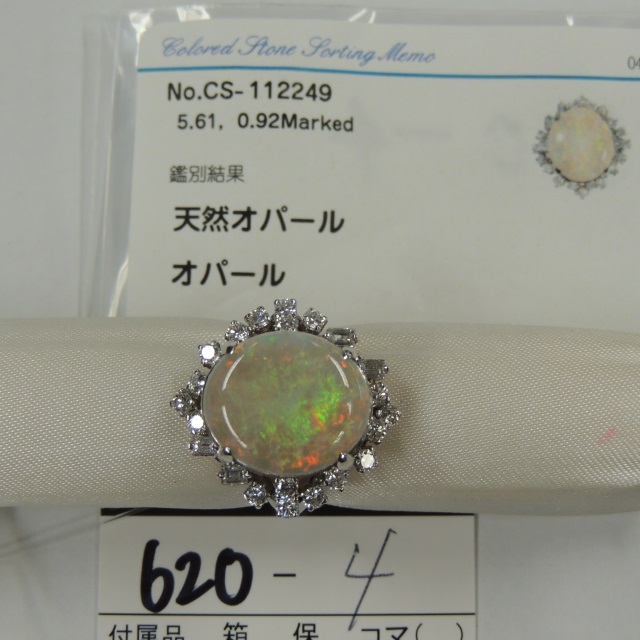 Colored Stone Sorting Memo
04
No.CS-112249
5.61, 0.92Marked
鑑別結果
天然オパール
オパール
620-4
付属品 箱 保 コマ( )